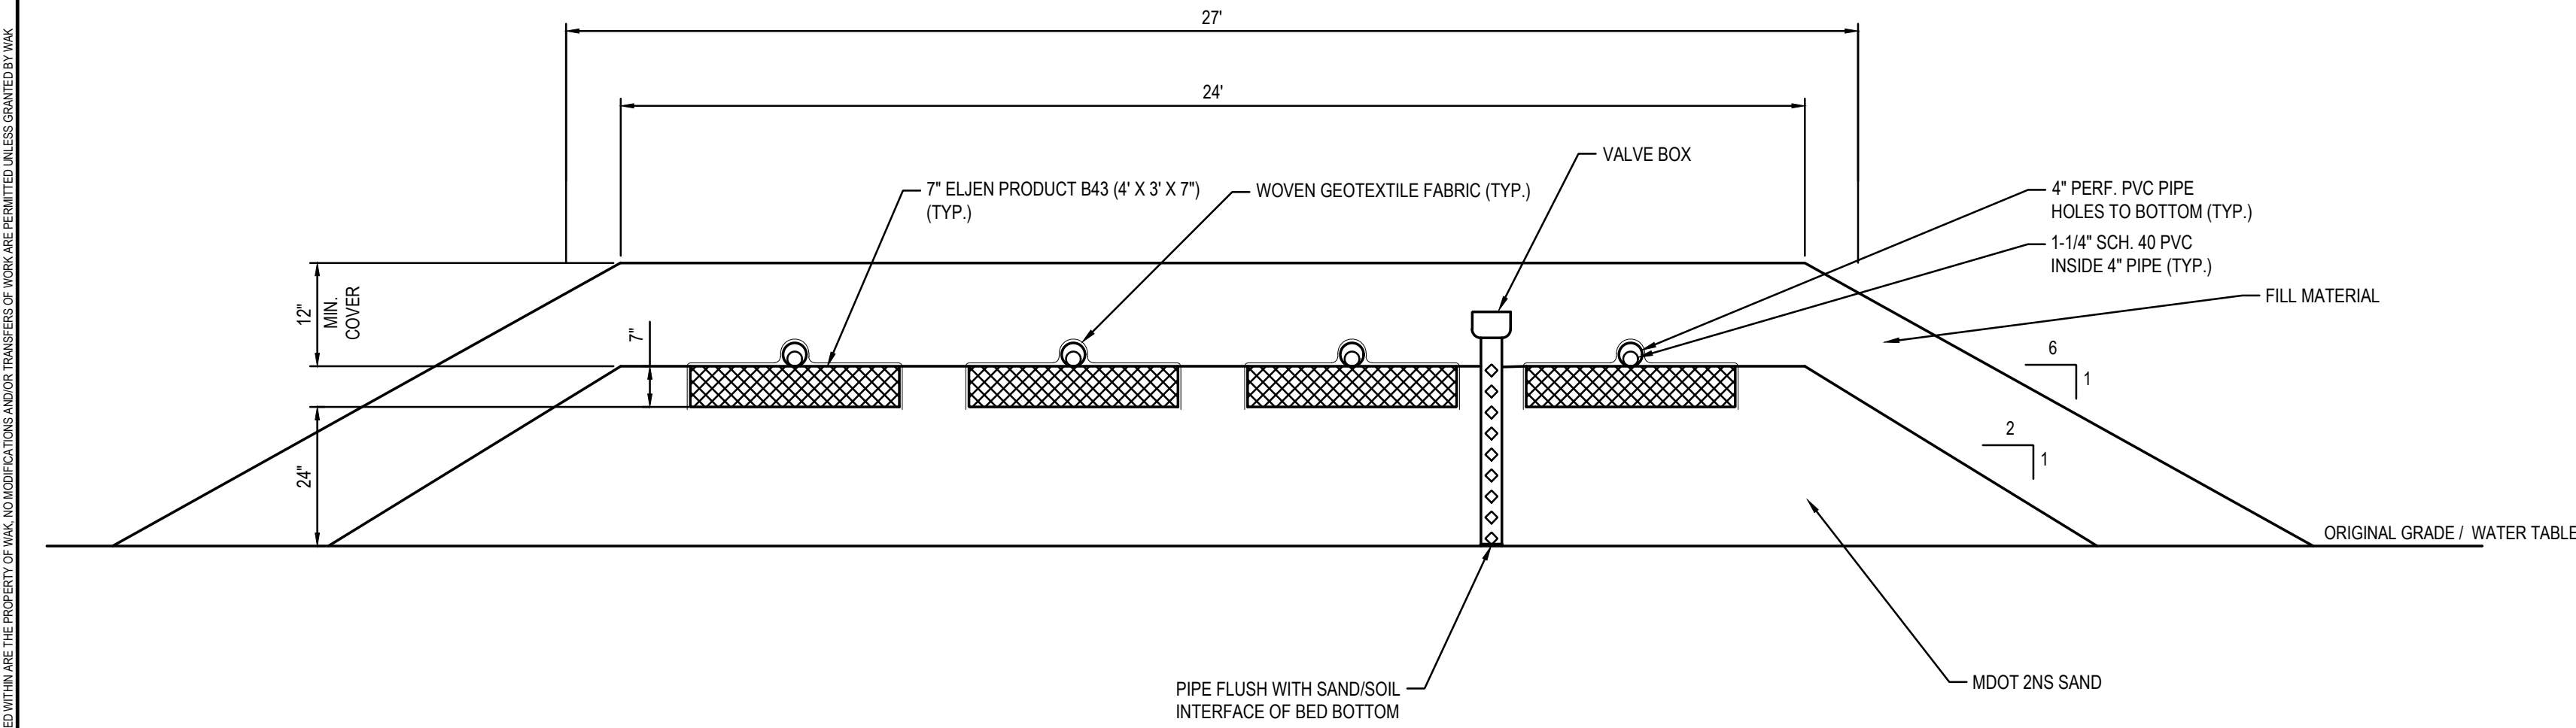 27'
24'
VALVE BOX
7" ELJEN PRODUCT B43 (4' X 3' X 7")
(TYP.)
WOVEN GEOTEXTILE FABRIC (TYP.)
4" PERF. PVC PIPE
HOLES TO BOTTOM (TYP.)
1-1/4" SCH. 40 PVC
INSIDE 4" PIPE (TYP.)
FILL MATERIAL
12"
MIN.
COVER
7"
6
1
24"
2
1
ORIGINAL GRADE / WATER TABLE
MDOT 2NS SAND
PIPE FLUSH WITH SAND/SOIL
INTERFACE OF BED BOTTOM
ED WITHIN ARE THE PROPERTY OF WAK, NO MODIFICATIONS AND/OR TRANSFERS OF WORK ARE PERMITTED UNLESS GRANTED BY WAK